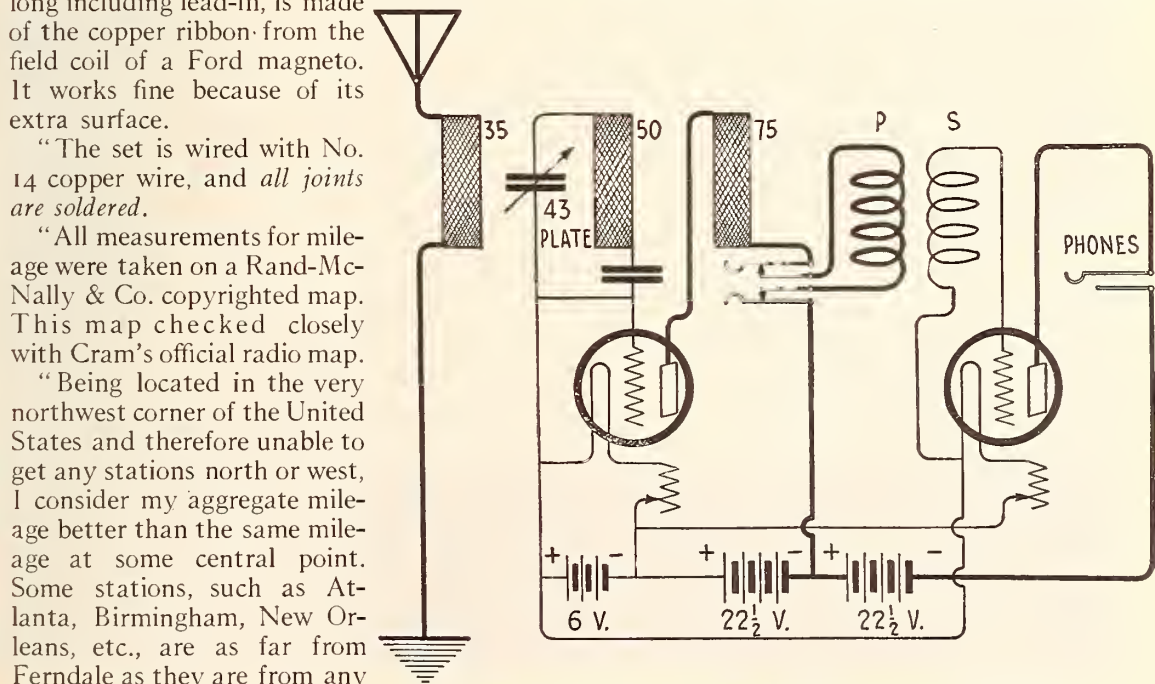 long including lead-in, is made
of the copper ribbon from the
field coil of a Ford magneto.
It works fine because of its
extra surface.
"The set is wired with No.
14 copper wire, and all joints
are soldered.
"All measurements for mile-
age were taken on a Rand-Mc-
Nally & Co. copyrighted map.
This map checked closely
with Cram's official radio map.
"Being located in the very
northwest corner of the United
States and therefore unable to
get any stations north or west,
I consider my aggregate mile-
age better than the same mile-
age at some central point.
Some stations, such as At-
lanta, Birmingham, New Or-
leans, etc., are as far from
Ferndale as they are from any
35
50
75
P S
43
PLATE
PHONES
+ - + - + -
6 V. 22½ V. 22½ V.